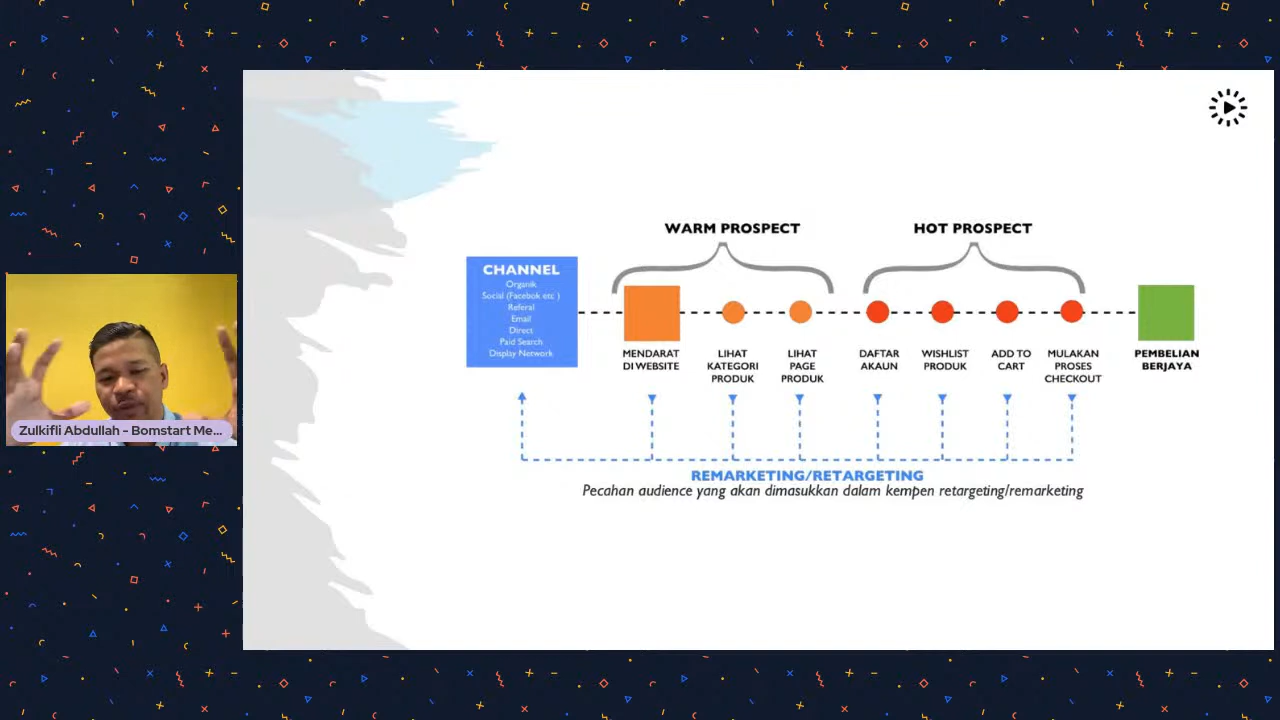 WARM PROSPECT
HOT PROSPECT
CHANNEL
Organik
Social (Facebok etc )
Referal
Email
Direct
Paid Search
Display Network
MENDARAT
DI WEBSITE
LIHAT
KATEGORI
PRODUK
LIHAT
PAGE
PRODUK
DAFTAR
AKAUN
WISHLIST
PRODUK
ADD TO
CART
MULAKAN
PROSES
CHECKOUT
PEMBELIAN
BERJAYA
REMARKETING/RETARGETING
Pecahan audience yang akan dimasukkan dalam kempen retargeting/remarketing
Zulkifli Abdullah - Bomstart Me...